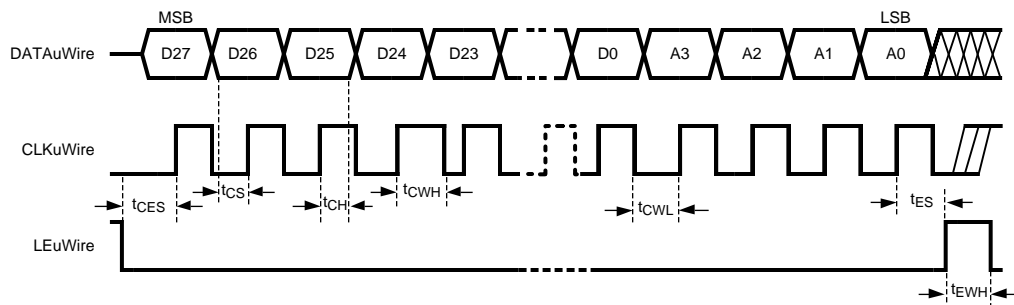 MSB LSB
DATAuWire D27 D26 D25 D24 D23 D0 A3 A2 A1 A0
CLKuWire
tCES tCS tCH tCWH tCWL tES
LEuWire
tEWH